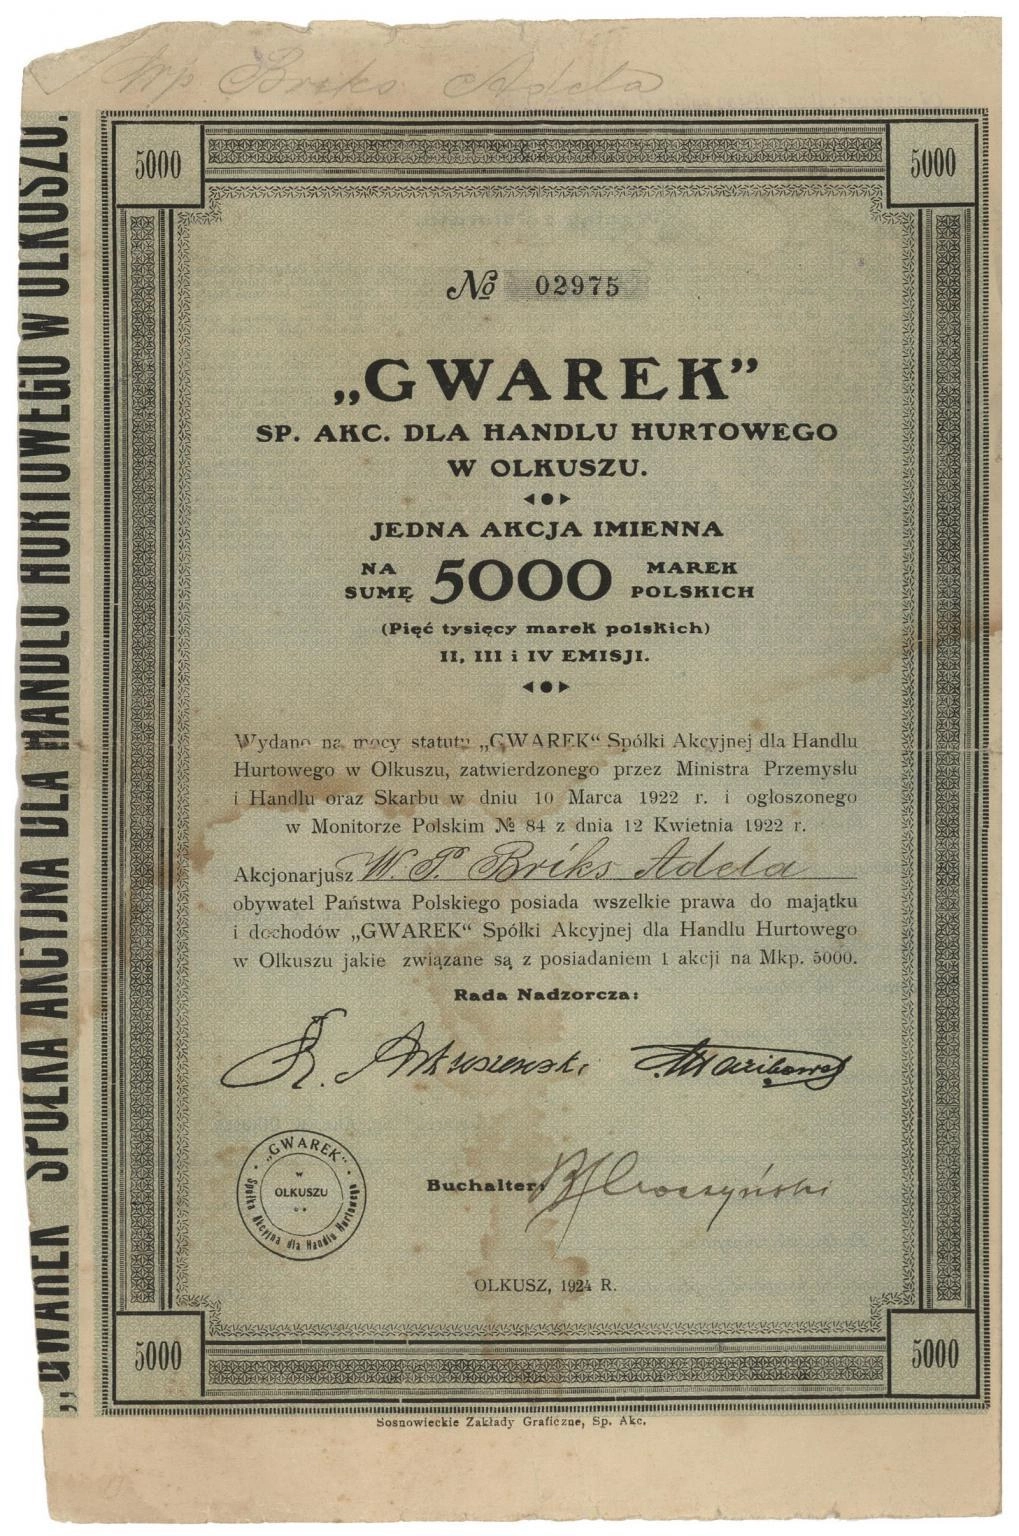 Wp Briks Adela
„GWAREK" SPÓŁKA AKCYJNA DLA HANDLU HURTOWEGO W OLKUSZU.
5000 5000
№ 02975
„GWAREK”
SP. AKC. DLA HANDLU HURTOWEGO
W OLKUSZU.
JEDNA AKCJA IMIENNA
NA SUMĘ 5000 MAREK POLSKICH
(Pięć tysięcy marek polskich)
II, III i IV EMISJI.
Wydano na mocy statutu „GWAREK“ Spółki Akcyjnej dla Handlu
Hurtowego w Olkuszu, zatwierdzonego przez Ministra Przemysłu
i Handlu oraz Skarbu w dniu 10 Marca 1922 r. i ogłoszonego
w Monitorze Polskim № 84 z dnia 12 Kwietnia 1922 r.
Akcjonarjusz W. P. Briks Adela
obywatel Państwa Polskiego posiada wszelkie prawa do majątku
i dochodów „GWAREK“ Spółki Akcyjnej dla Handlu Hurtowego
w Olkuszu jakie związane są z posiadaniem 1 akcji na Mkp. 5000.
Rada Nadzorcza:
„GWAREK"
w
OLKUSZU
Spółka Akcyjna dla Handlu Hurtowego
Buchalter:
OLKUSZ, 1924 R.
5000 5000
Sosnowieckie Zakłady Graficzne, Sp. Akc.